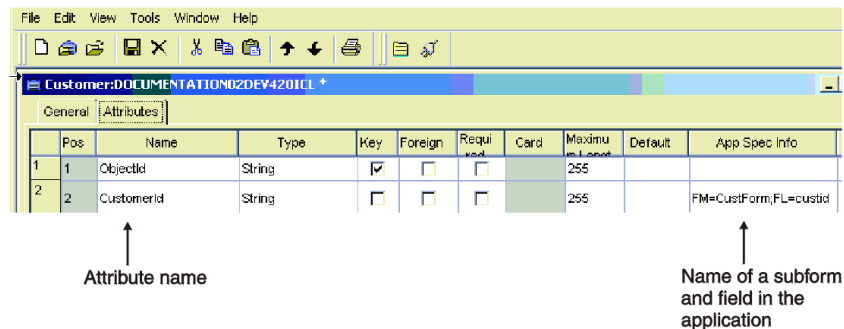 File Edit View Tools Window Help
Customer:DOCUMENTATION02DEV420ICL *
General Attributes
Pos Name Type Key Foreign Requi Card Maximu Default App Spec Info
1 1 ObjectId String 255
2 2 CustomerId String 255 FM=CustForm;FL=custid
Attribute name
Name of a subform
and field in the
application